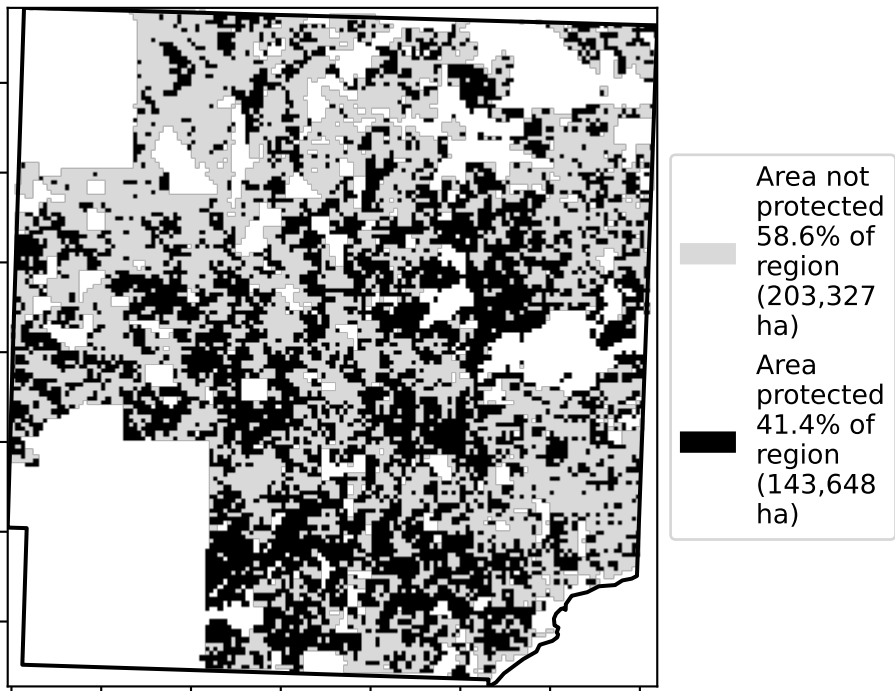 Area not
protected
58.6% of
region
(203,327
ha)
Area
protected
41.4% of
region
(143,648
ha)